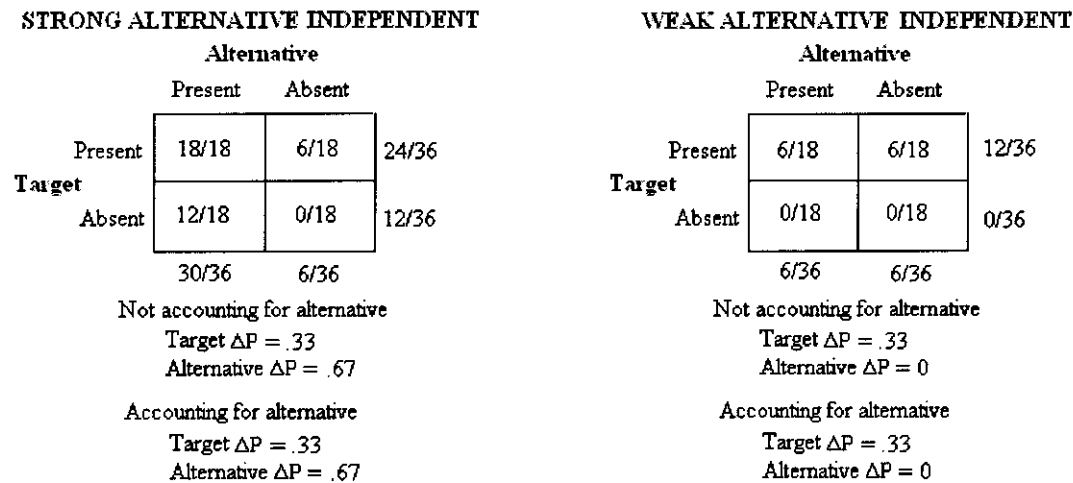 STRONG ALTERNATIVE INDEPENDENT
Alternative
Present Absent
Present 18/18 6/18 24/36
Target
Absent 12/18 0/18 12/36
30/36 6/36
Not accounting for alternative
Target ΔP = .33
Alternative ΔP = .67
Accounting for alternative
Target ΔP = .33
Alternative ΔP = .67
WEAK ALTERNATIVE INDEPENDENT
Alternative
Present Absent
Present 6/18 6/18 12/36
Target
Absent 0/18 0/18 0/36
6/36 6/36
Not accounting for alternative
Target ΔP = .33
Alternative ΔP = 0
Accounting for alternative
Target ΔP = .33
Alternative ΔP = 0